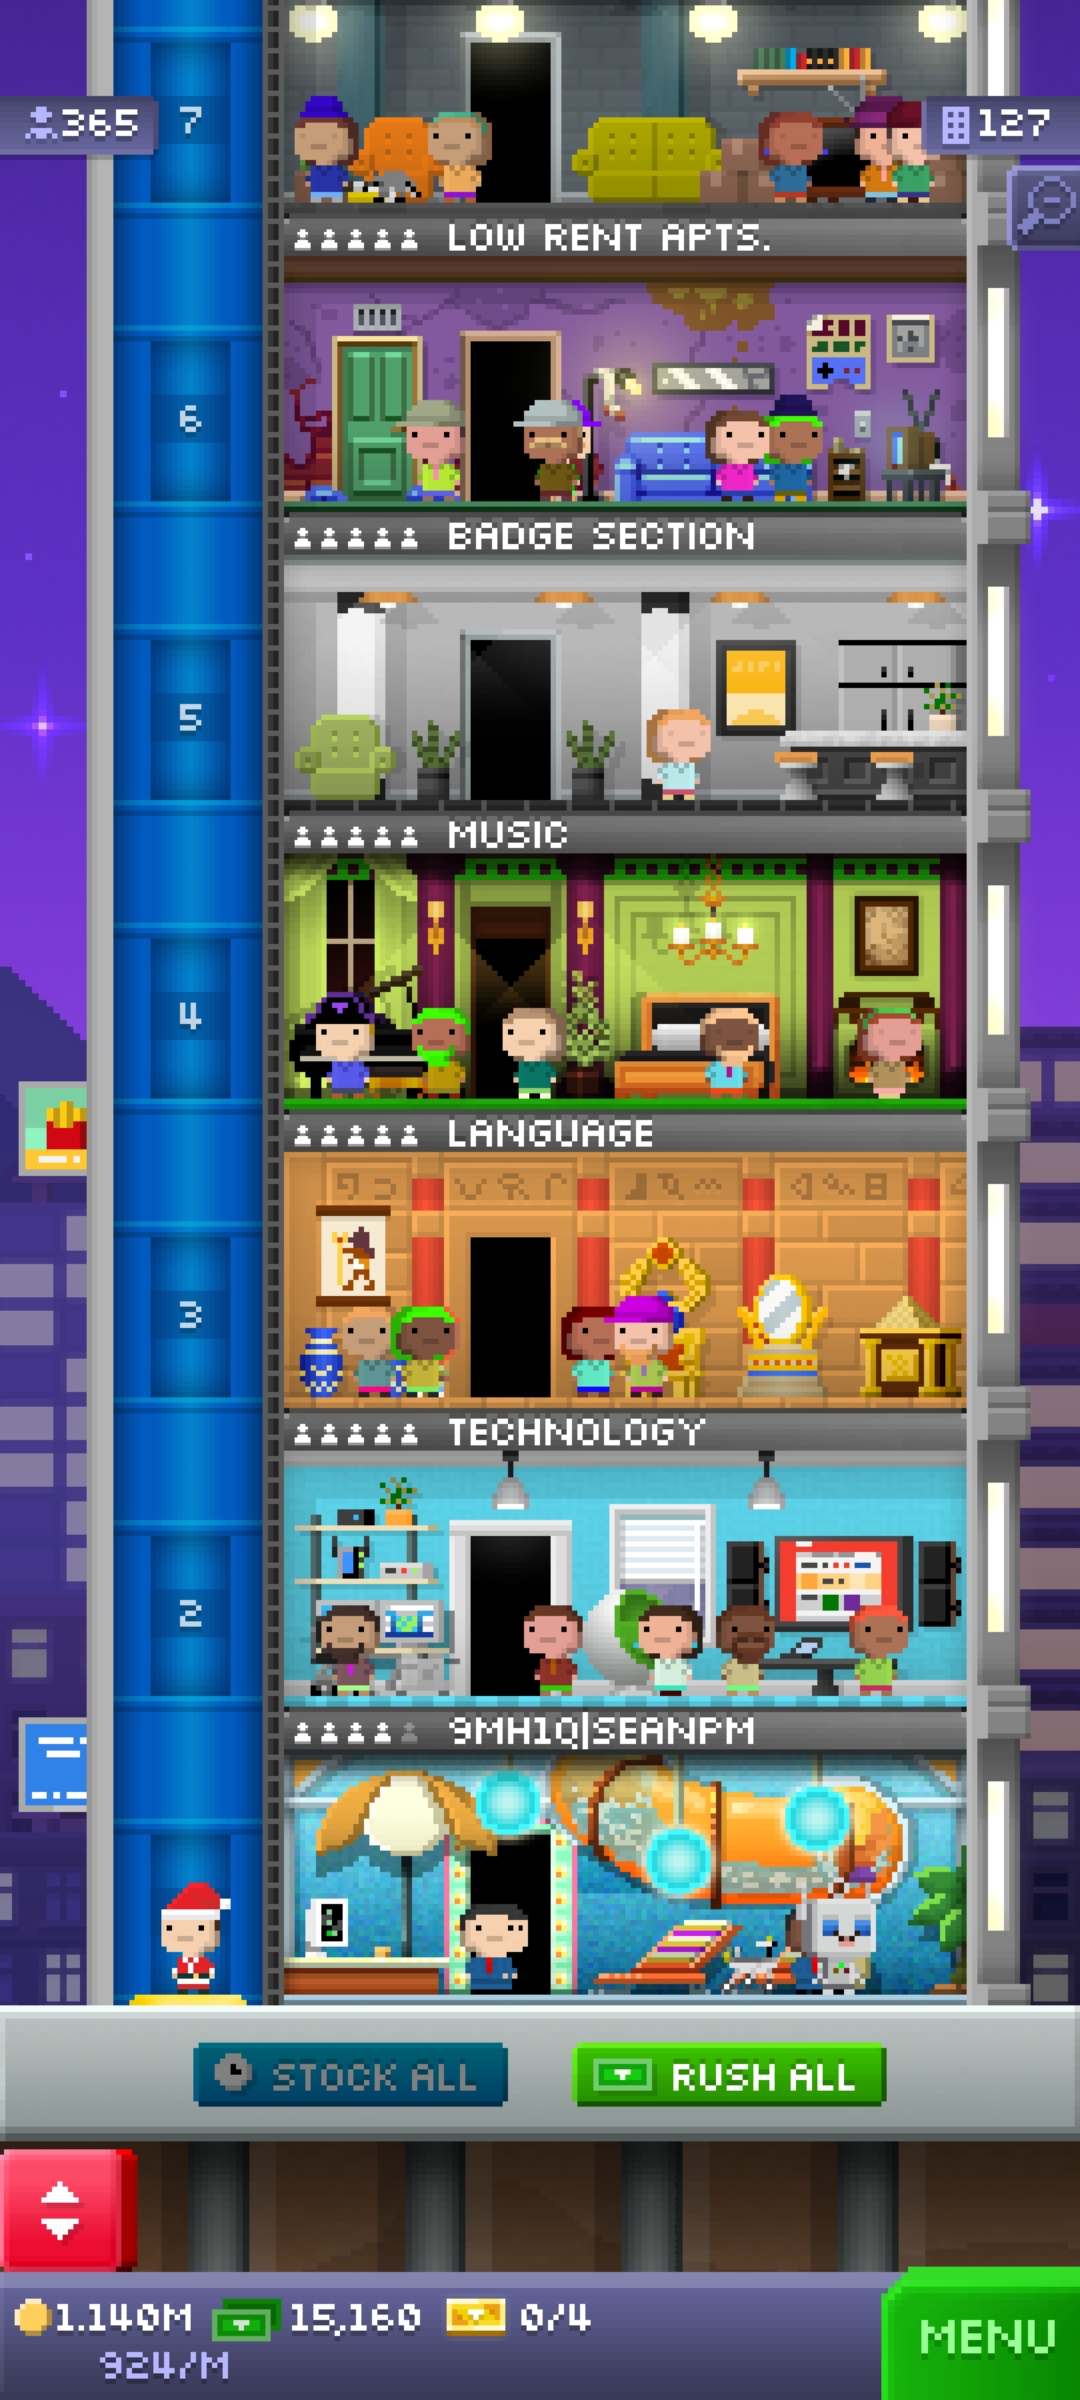 365
7
127
LOW RENT APTS.
6
BADGE SECTION
5
MUSIC
4
LANGUAGE
3
TECHNOLOGY
2
9MH1Q|SEANPM
STOCK ALL
RUSH ALL
1.140M
15,160
0/4
924/M
MENU